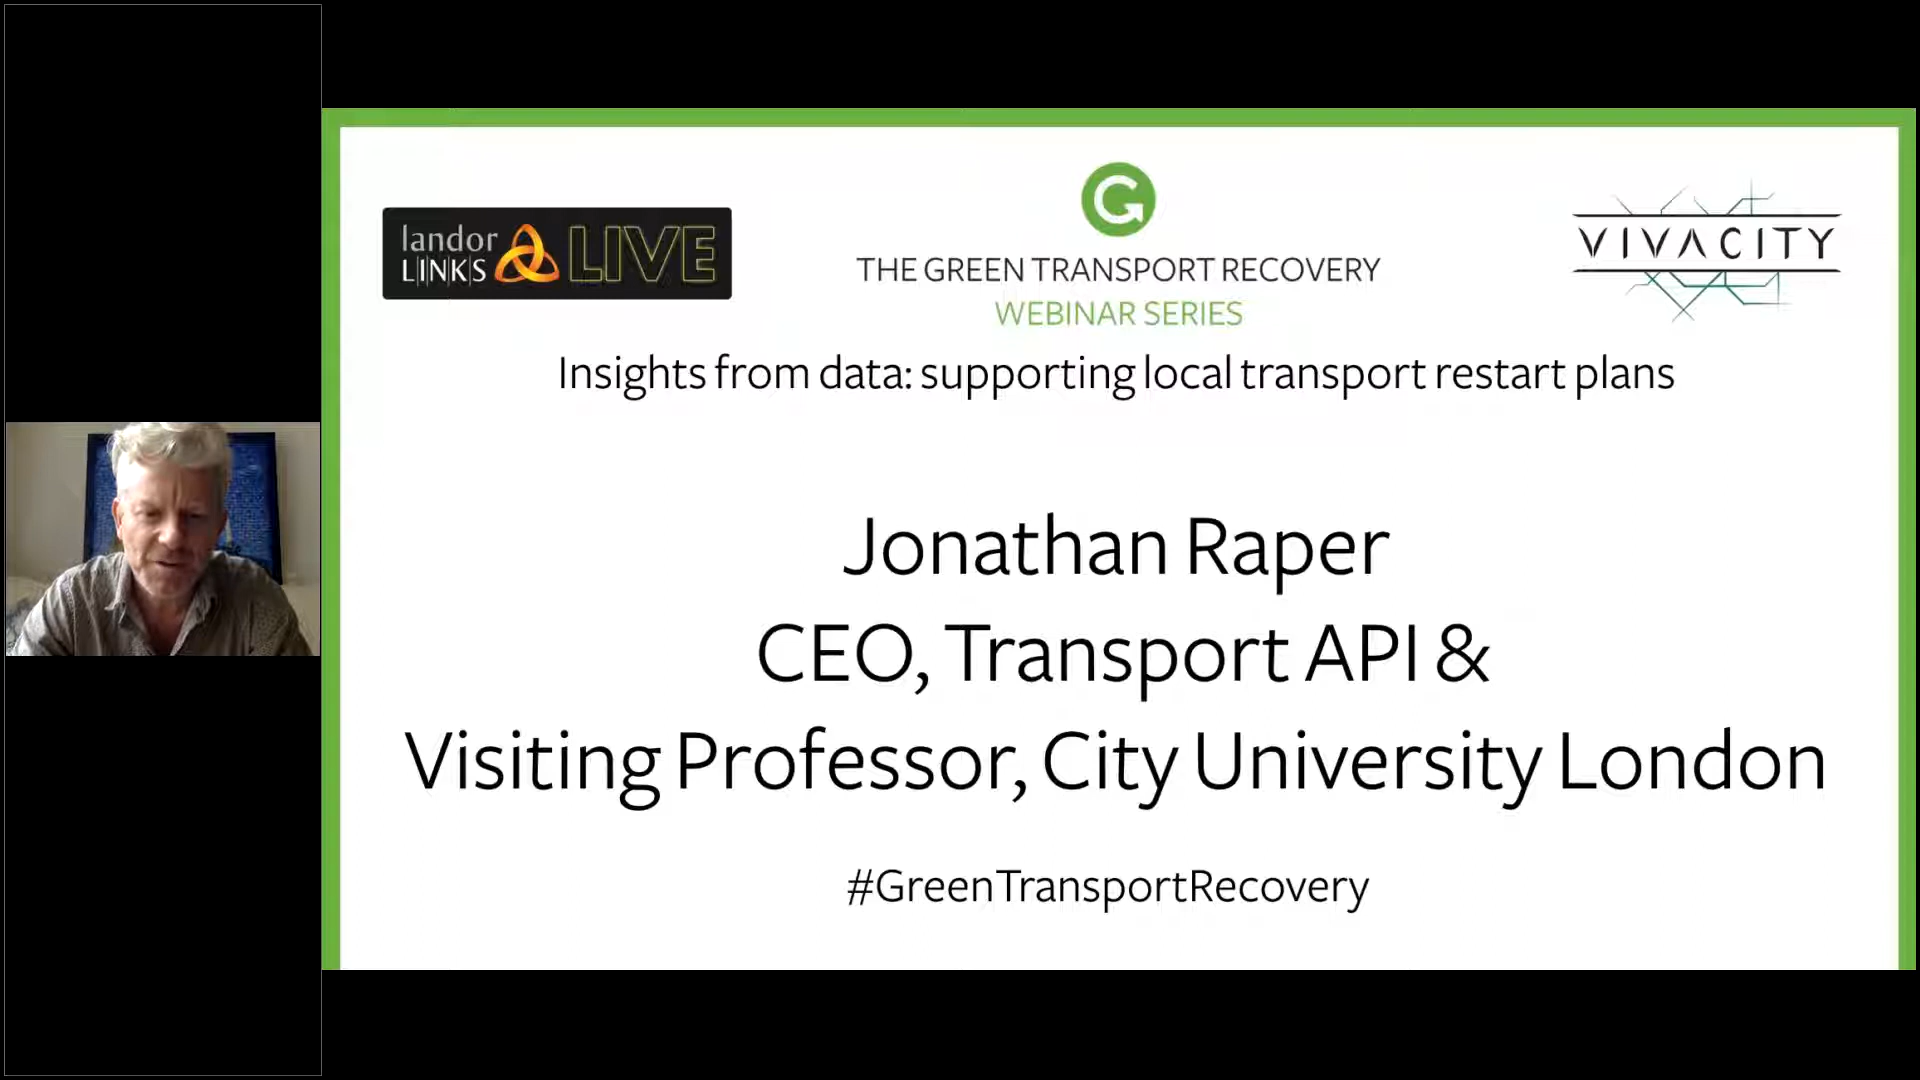 landor
LINKS
LIVE
G
THE GREEN TRANSPORT RECOVERY
WEBINAR SERIES
VIVACITY
Insights from data: supporting local transport restart plans
Jonathan Raper
CEO, Transport API &
Visiting Professor, City University London
#GreenTransportRecovery